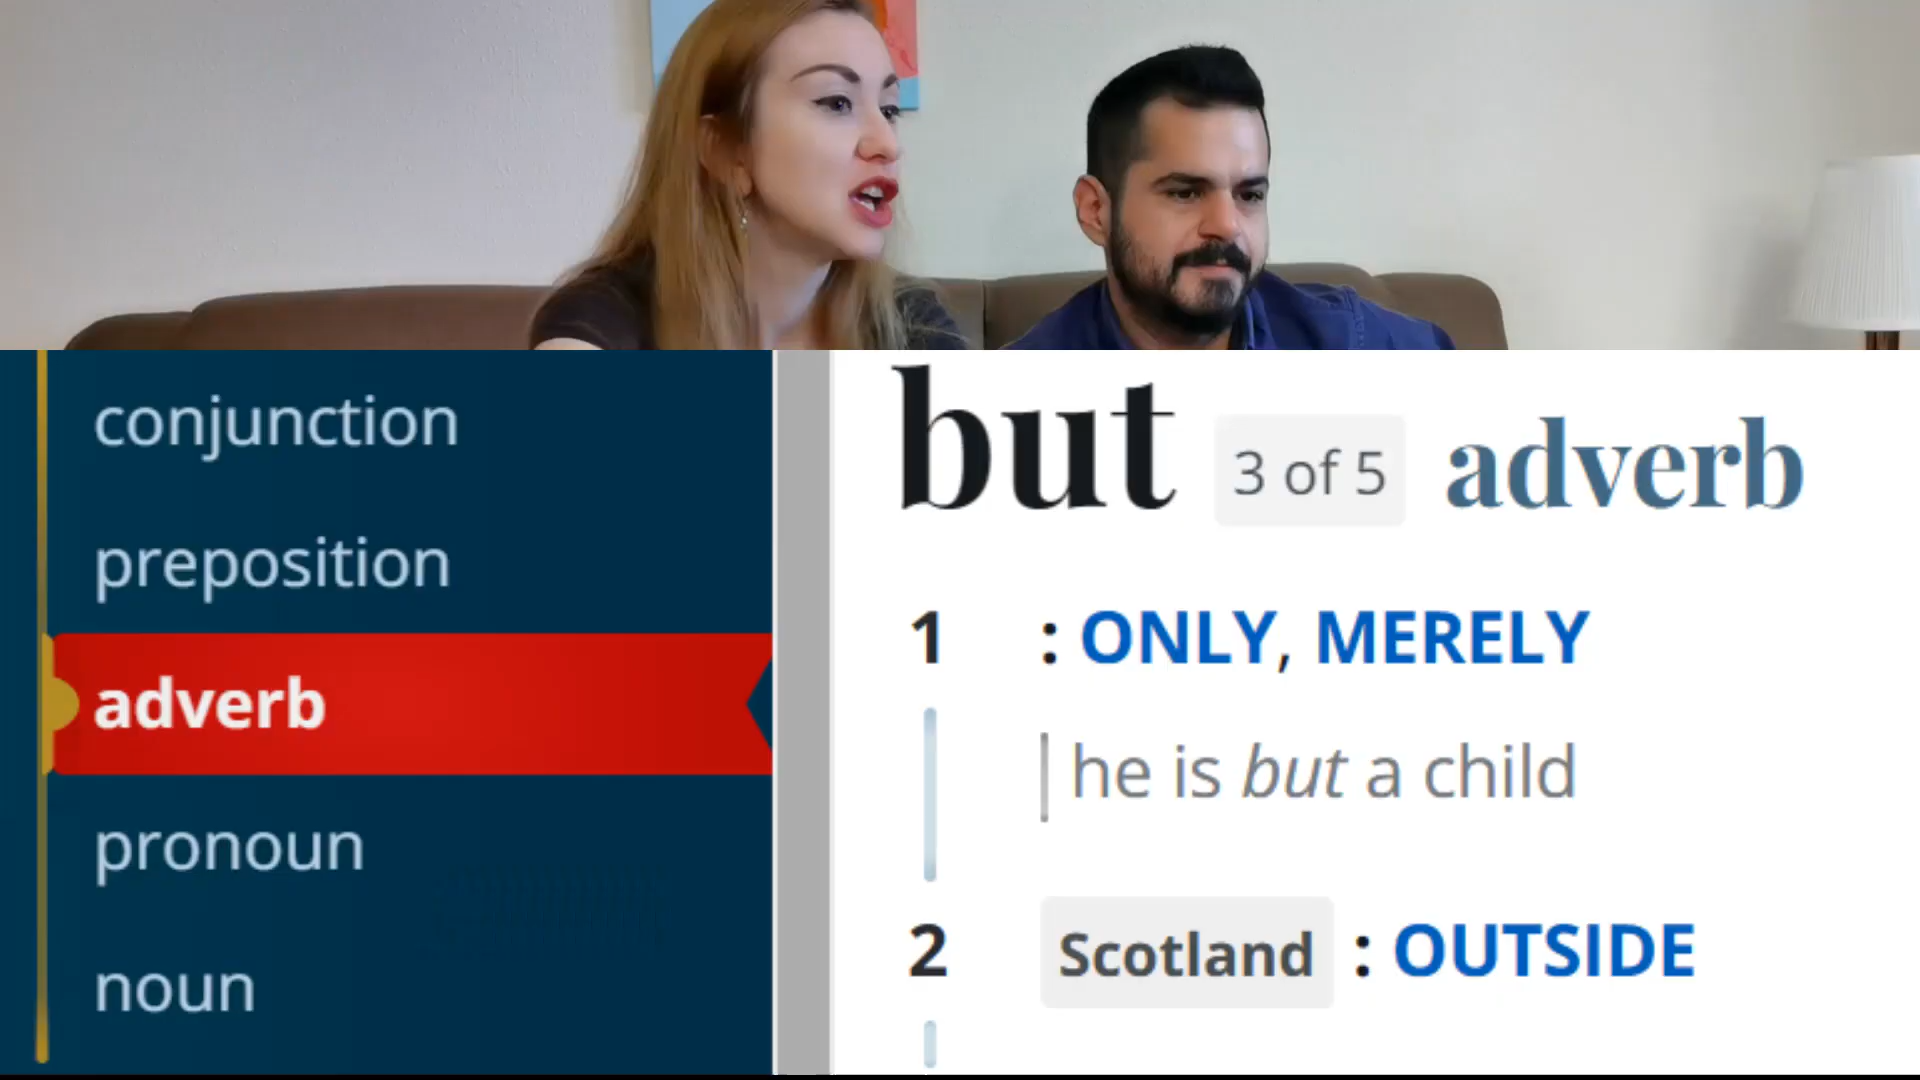 conjunction
preposition
adverb
pronoun
noun
but 3 of 5 adverb
1 : ONLY, MERELY
he is but a child
2 Scotland : OUTSIDE